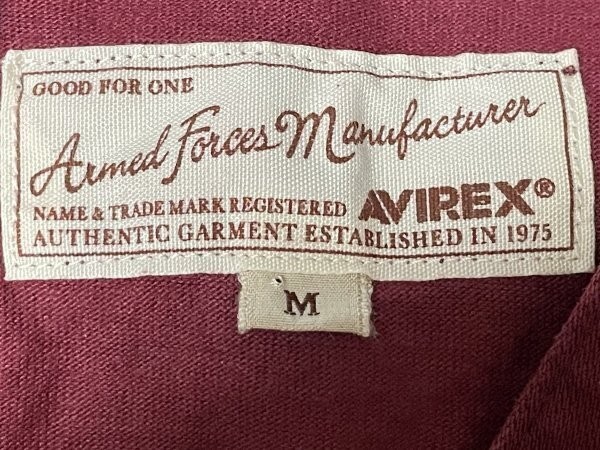 GOOD FOR ONE
Armed Forces Manufacturer
NAME & TRADE MARK REGISTERED AVIREX®
AUTHENTIC GARMENT ESTABLISHED IN 1975
M